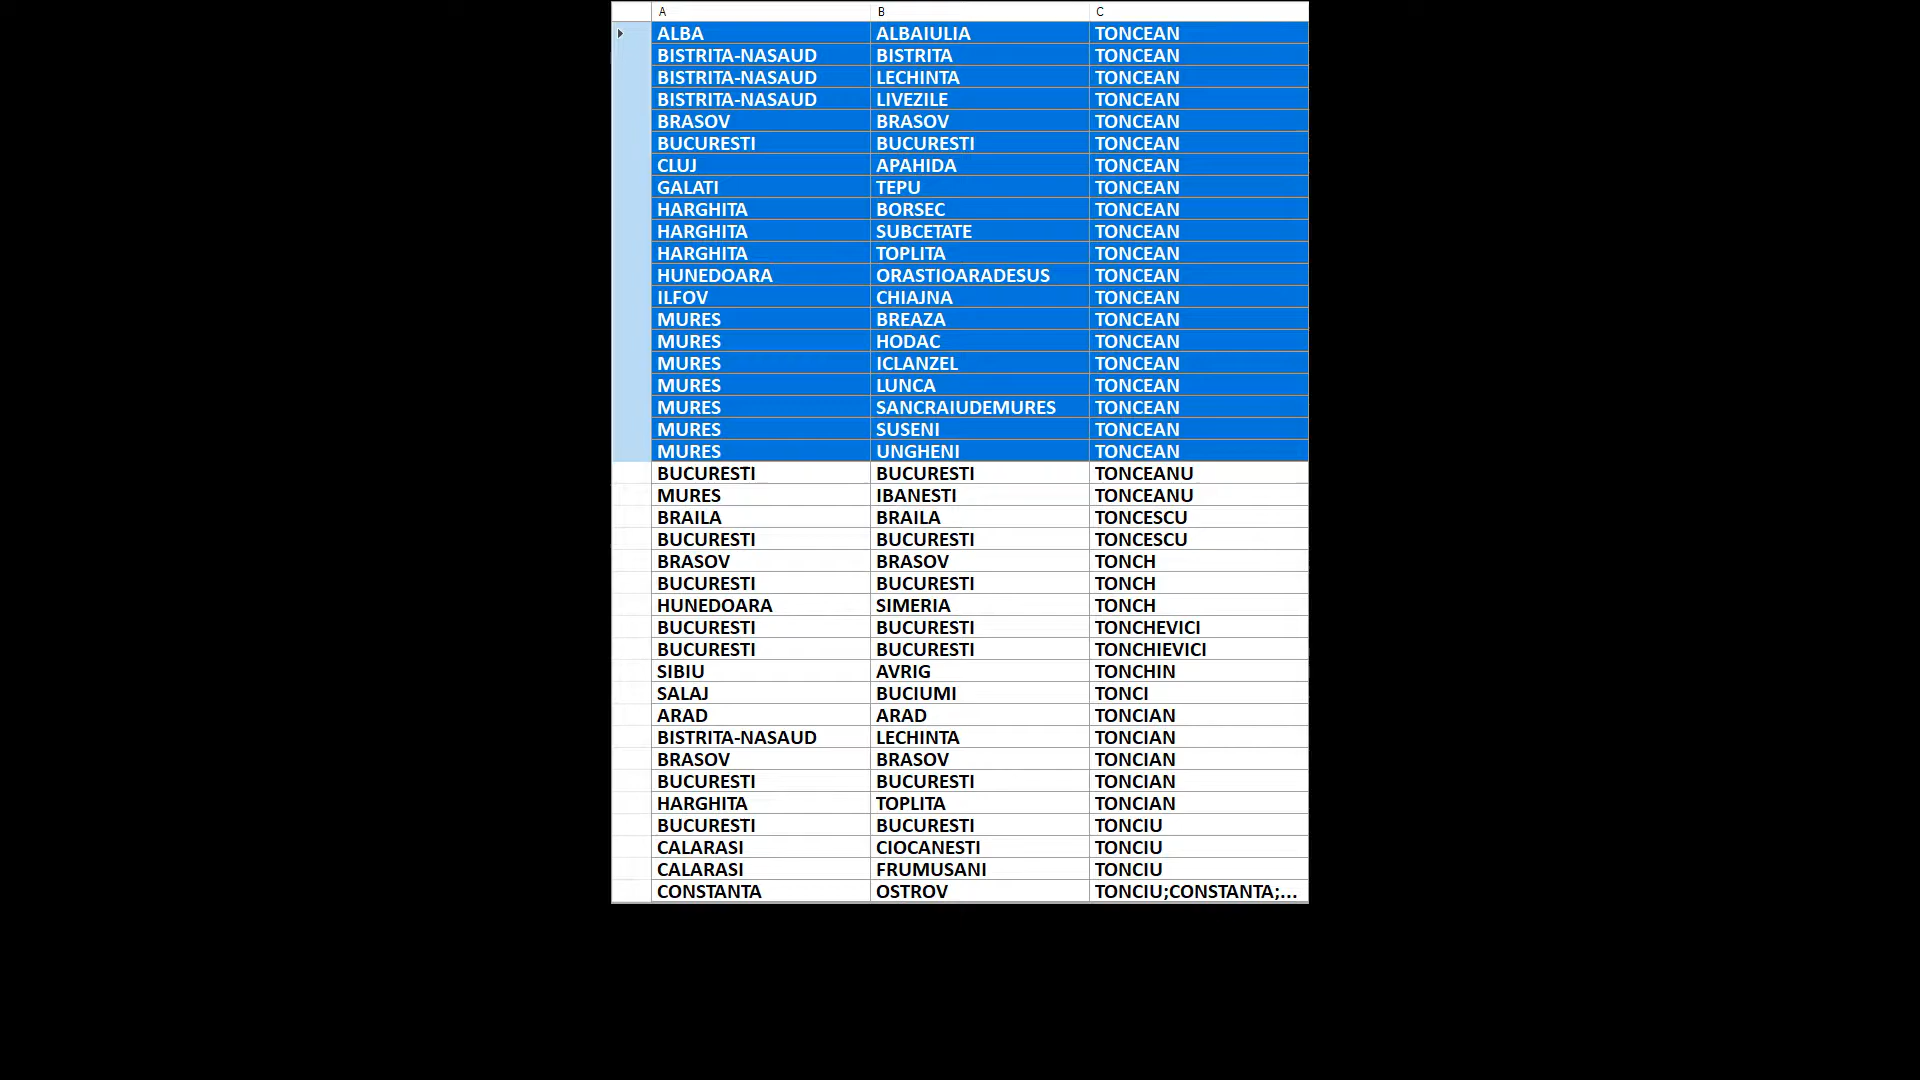 A B C
ALBA ALBAIULIA TONCEAN
BISTRITA-NASAUD BISTRITA TONCEAN
BISTRITA-NASAUD LECHINTA TONCEAN
BISTRITA-NASAUD LIVEZILE TONCEAN
BRASOV BRASOV TONCEAN
BUCURESTI BUCURESTI TONCEAN
CLUJ APAHIDA TONCEAN
GALATI TEPU TONCEAN
HARGHITA BORSEC TONCEAN
HARGHITA SUBCETATE TONCEAN
HARGHITA TOPLITA TONCEAN
HUNEDOARA ORASTIOARADESUS TONCEAN
ILFOV CHIAJNA TONCEAN
MURES BREAZA TONCEAN
MURES HODAC TONCEAN
MURES ICLANZEL TONCEAN
MURES LUNCA TONCEAN
MURES SANCRAIUDEMURES TONCEAN
MURES SUSENI TONCEAN
MURES UNGHENI TONCEAN
BUCURESTI BUCURESTI TONCEANU
MURES IBANESTI TONCEANU
BRAILA BRAILA TONCESCU
BUCURESTI BUCURESTI TONCESCU
BRASOV BRASOV TONCH
BUCURESTI BUCURESTI TONCH
HUNEDOARA SIMERIA TONCH
BUCURESTI BUCURESTI TONCHEVICI
BUCURESTI BUCURESTI TONCHIEVICI
SIBIU AVRIG TONCHIN
SALAJ BUCIUMI TONCI
ARAD ARAD TONCIAN
BISTRITA-NASAUD LECHINTA TONCIAN
BRASOV BRASOV TONCIAN
BUCURESTI BUCURESTI TONCIAN
HARGHITA TOPLITA TONCIAN
BUCURESTI BUCURESTI TONCIU
CALARASI CIOCANESTI TONCIU
CALARASI FRUMUSANI TONCIU
CONSTANTA OSTROV TONCIU;CONSTANTA;...